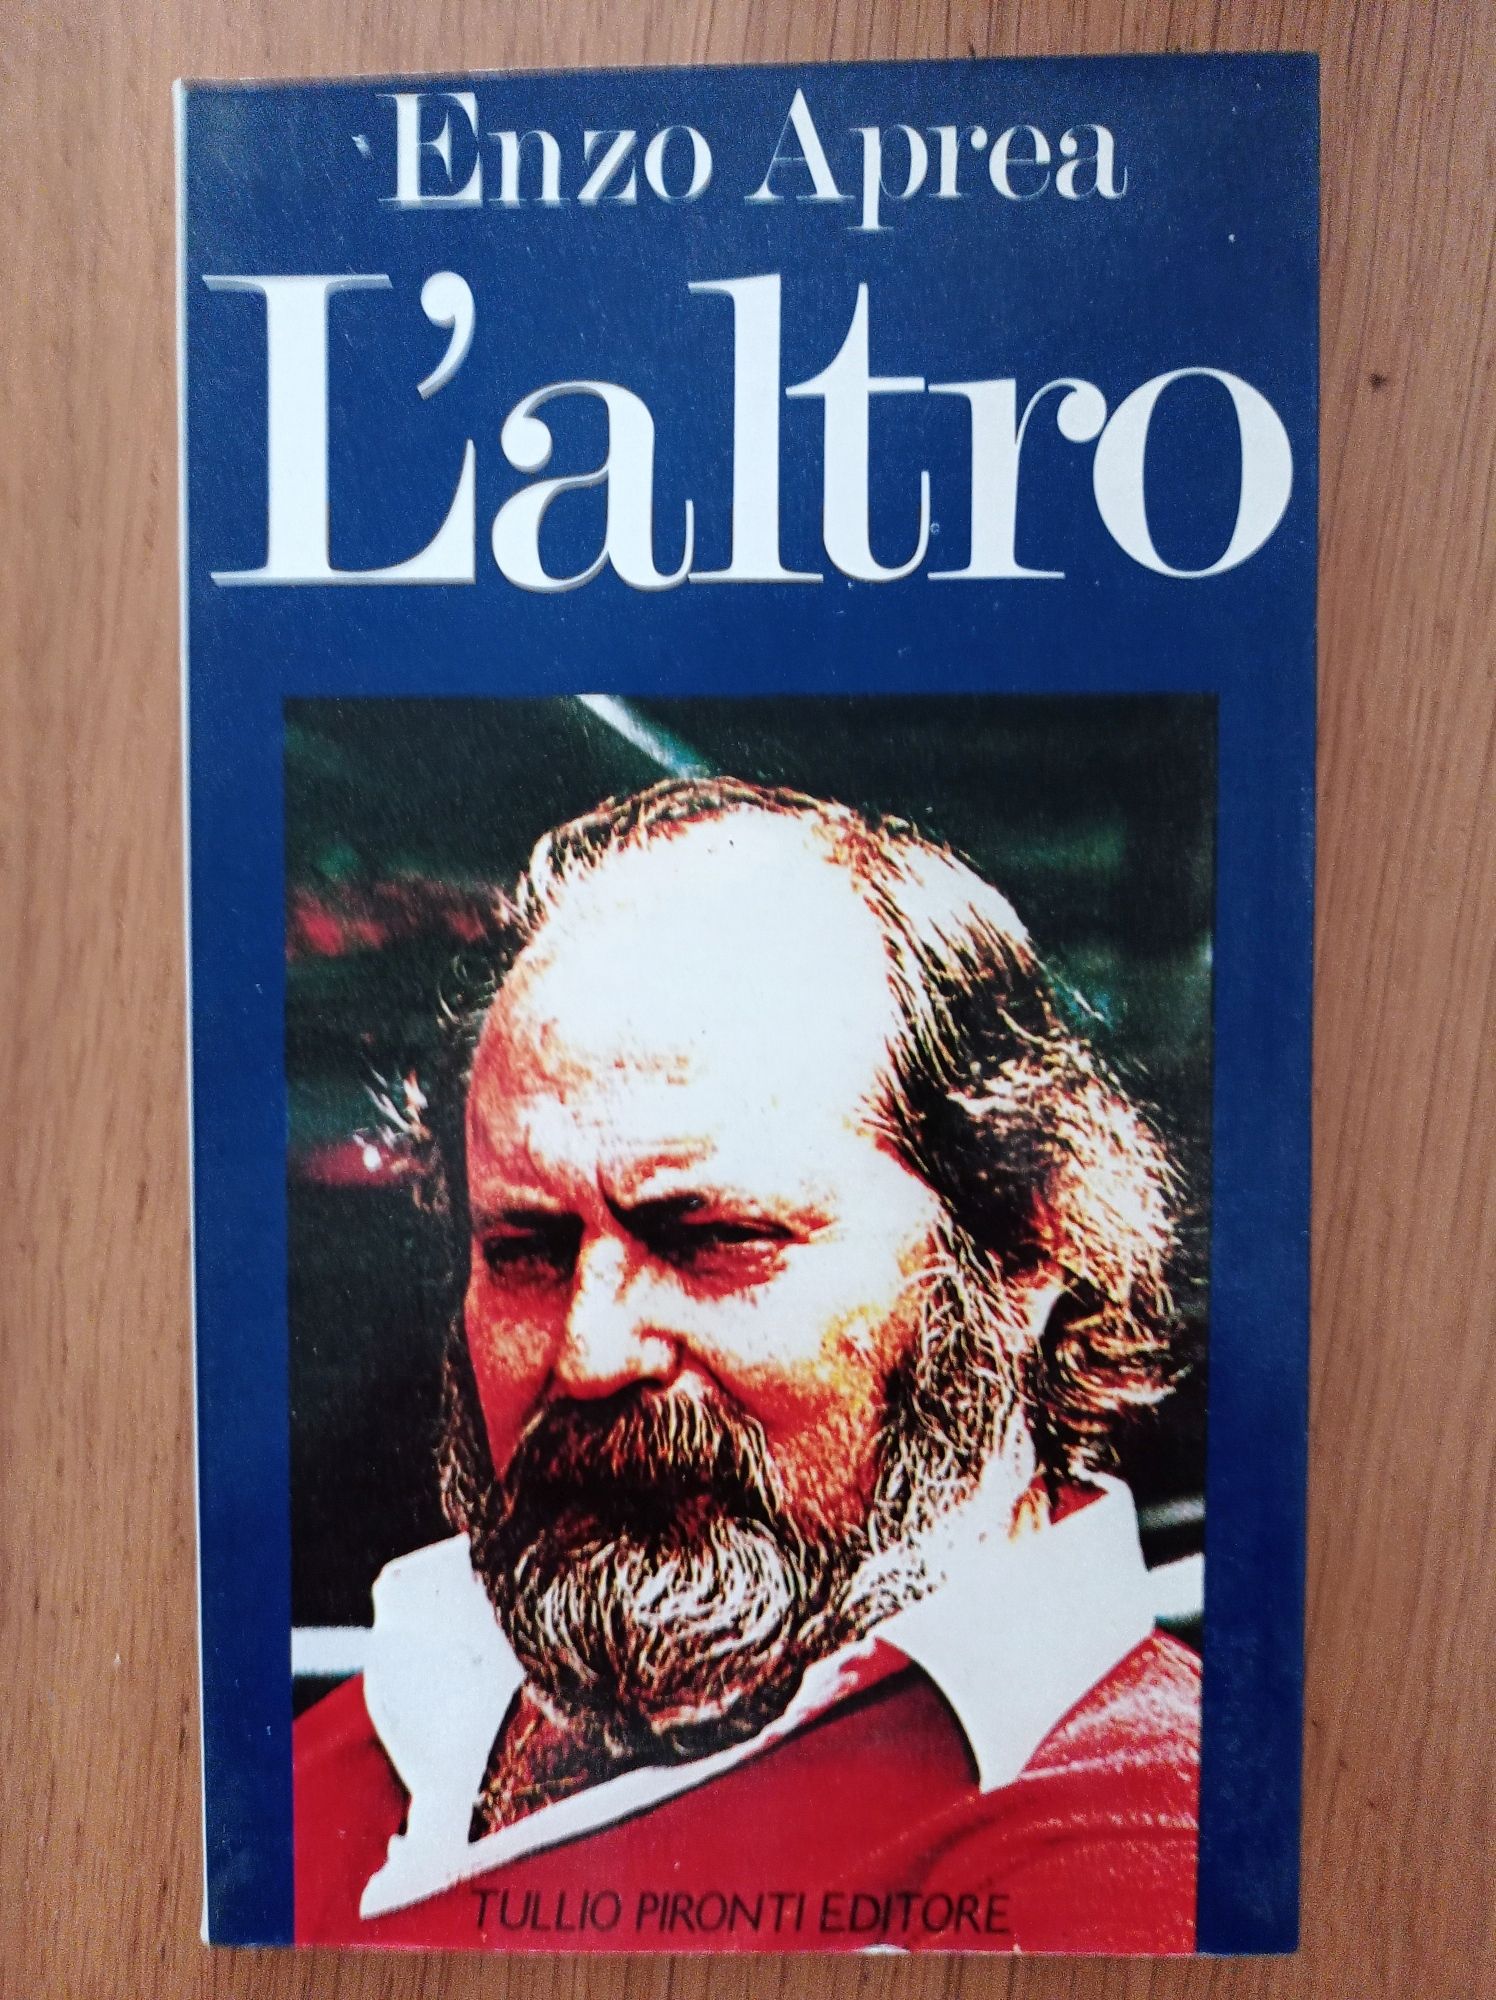 Enzo Aprea
L'altro
TULLIO PIRONTI EDITORE